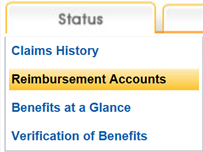 Status
Claims History
Reimbursement Accounts
Benefits at a Glance
Verification of Benefits